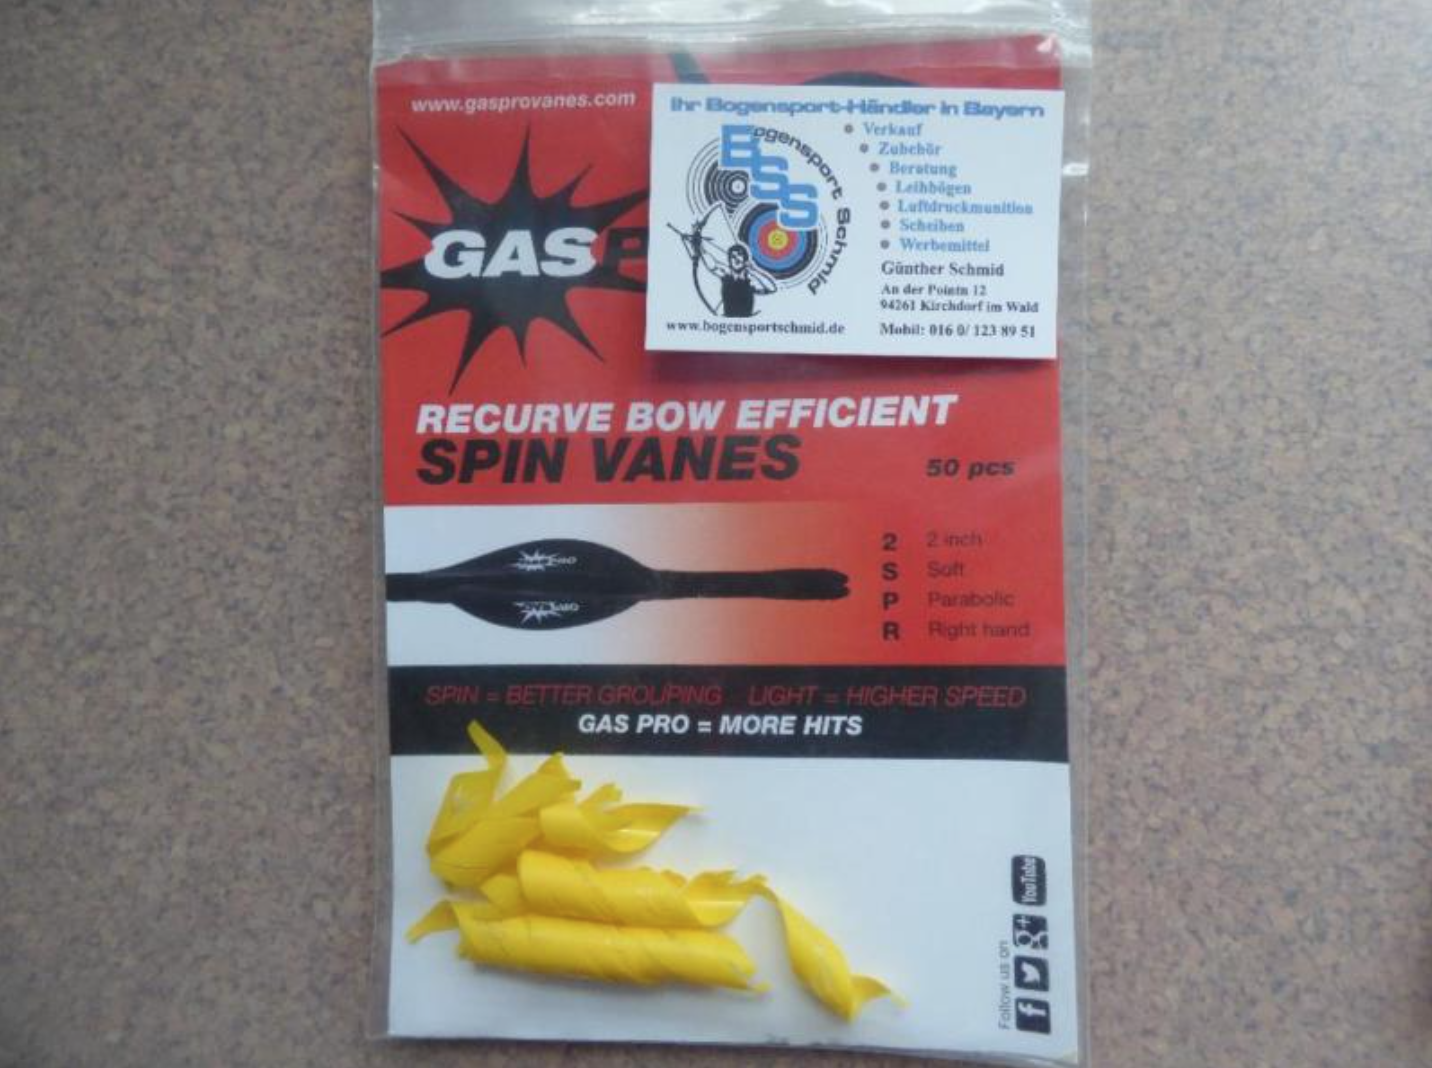 www.gasprovanes.com
GASP
Ihr Bogensport-Händler in Bayern
BSS
Bogensport Schmid
Verkauf
Zubehör
Beratung
Leihbögen
Luftdruckmunition
Scheiben
Werbemittel
Günther Schmid
An der Pointn 12
94261 Kirchdorf im Wald
www.bogensportschmid.de
Mobil: 016 0/ 123 89 51
RECURVE BOW EFFICIENT
SPIN VANES
50 pcs
2 2 inch
S Soft
P Parabolic
R Right hand
SPIN = BETTER GROUPING LIGHT = HIGHER SPEED
GAS PRO = MORE HITS
Follow us on
YouTube
g+
f